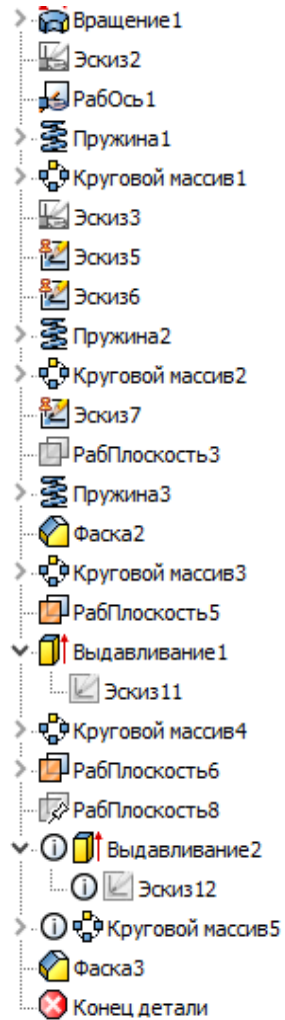 Вращение1
Эскиз2
РабОсь1
Пружина1
Круговой массив1
Эскиз3
Эскиз5
Эскиз6
Пружина2
Круговой массив2
Эскиз7
РабПлоскость3
Пружина3
Фаска2
Круговой массив3
РабПлоскость5
Выдавливание1
Эскиз11
Круговой массив4
РабПлоскость6
РабПлоскость8
Выдавливание2
Эскиз12
Круговой массив5
Фаска3
Конец детали